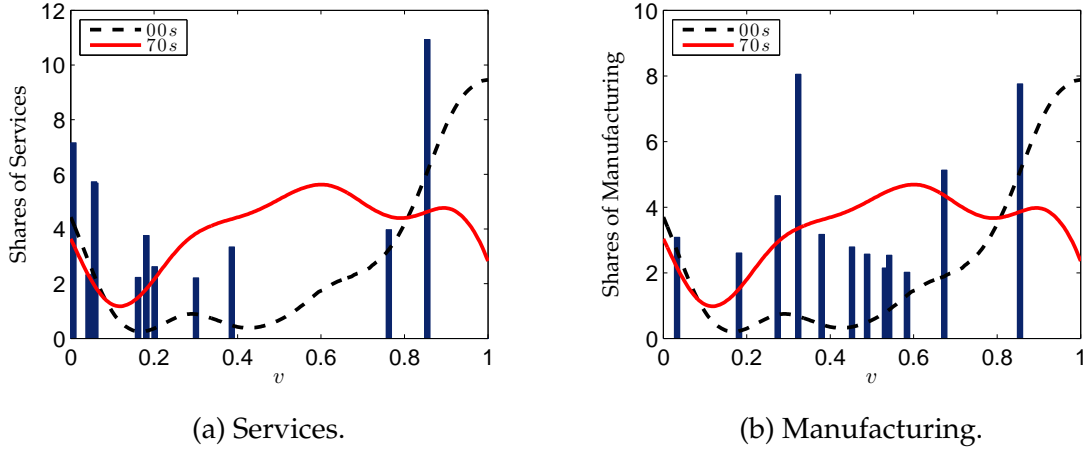 00s
70s
Shares of Services
12
10
8
6
4
2
0
0 0.2 0.4 0.6 0.8 1
v
(a) Services.
00s
70s
Shares of Manufacturing
10
8
6
4
2
0
0 0.2 0.4 0.6 0.8 1
v
(b) Manufacturing.